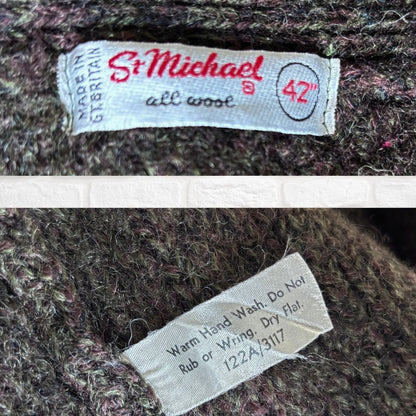 MADE IN
GT. BRITAIN
St Michael ®
all wool
42"
Warm Hand Wash. Do Not
Rub or Wring. Dry Flat.
122A/3117